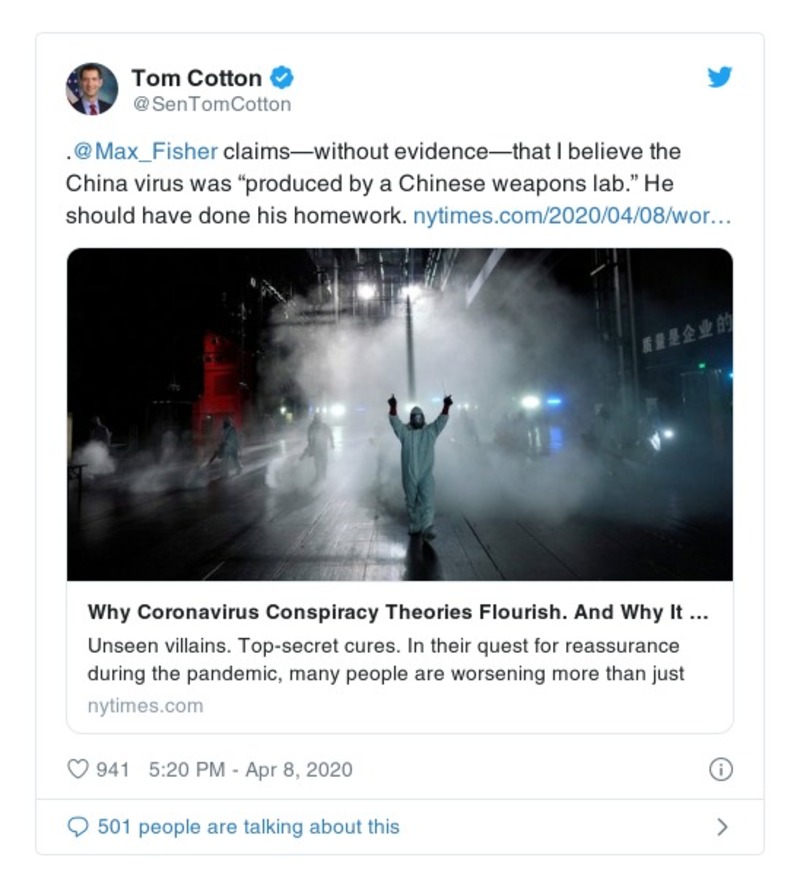 Tom Cotton
@SenTomCotton
.@Max_Fisher claims—without evidence—that I believe the
China virus was “produced by a Chinese weapons lab.” He
should have done his homework. nytimes.com/2020/04/08/wor…
质量是企业的
Why Coronavirus Conspiracy Theories Flourish. And Why It ...
Unseen villains. Top-secret cures. In their quest for reassurance
during the pandemic, many people are worsening more than just
nytimes.com
941 5:20 PM - Apr 8, 2020
501 people are talking about this